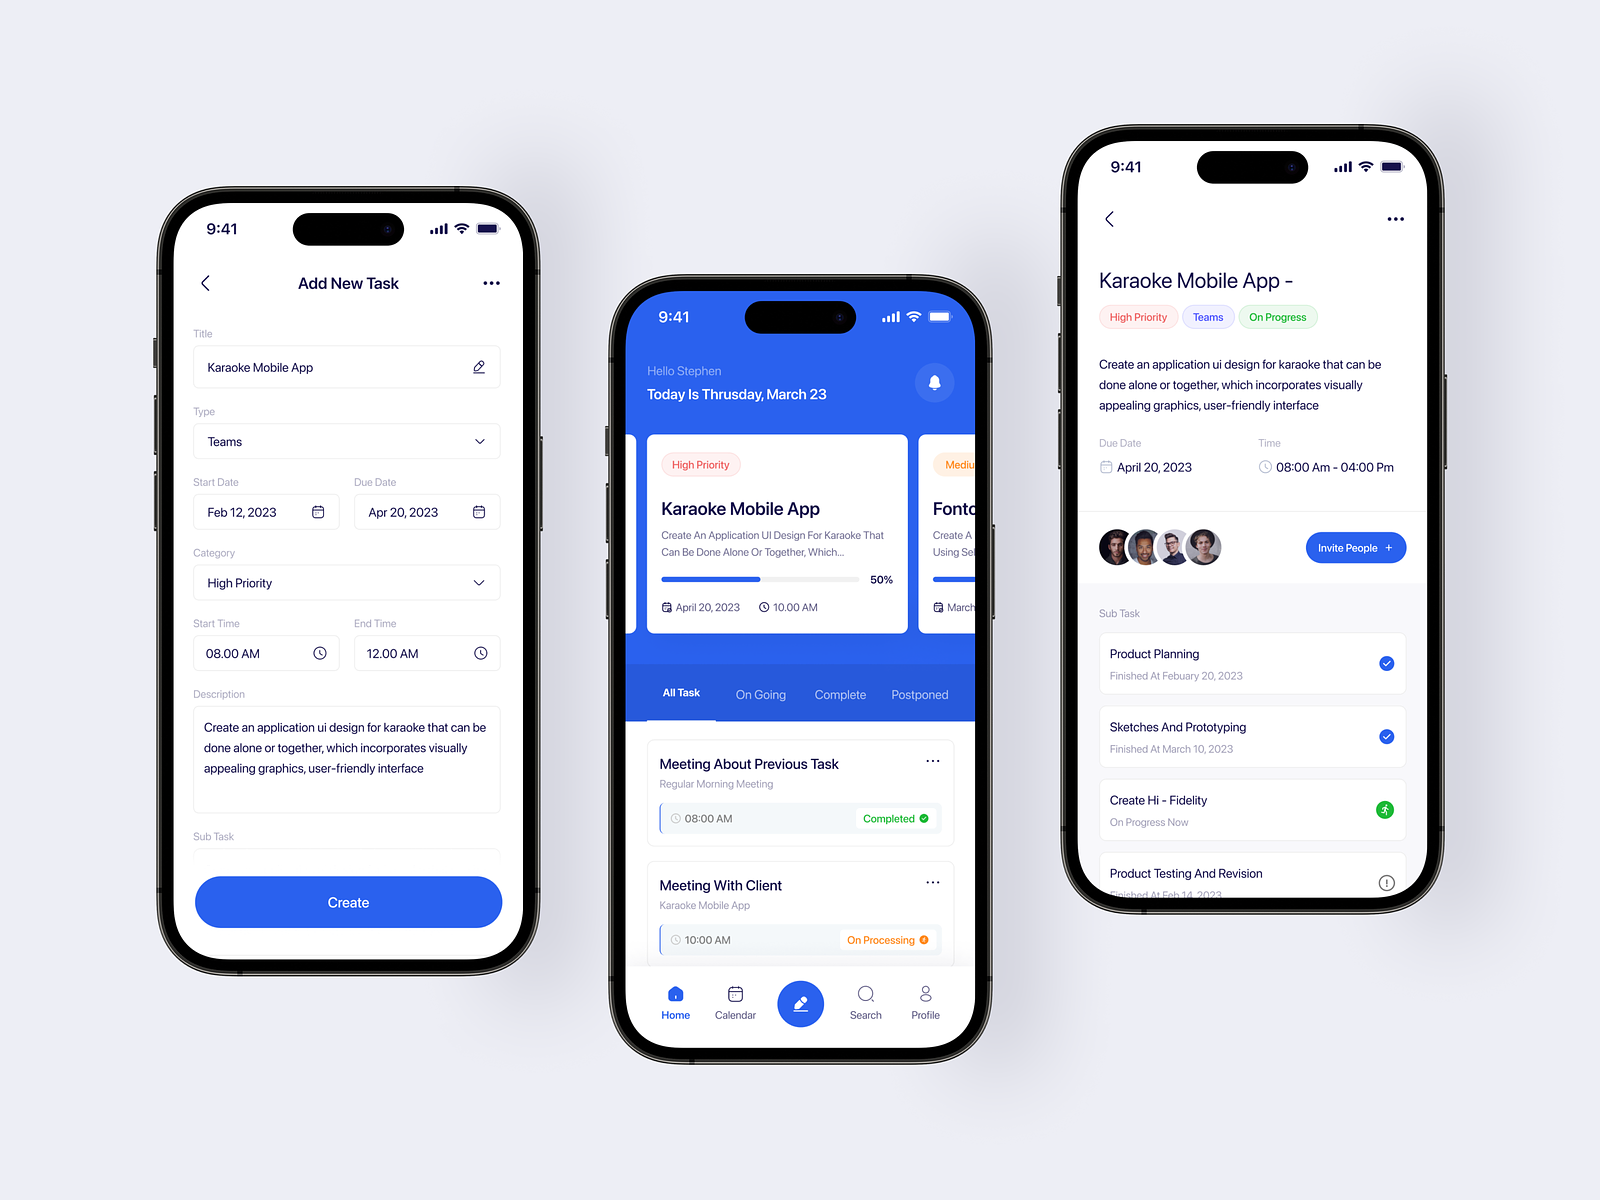 9:41
Add New Task
Title
Karaoke Mobile App
Type
Teams
Start Date
Due Date
Feb 12, 2023
Apr 20, 2023
Category
High Priority
Start Time
End Time
08.00 AM
12.00 AM
Description
Create an application ui design for karaoke that can be
done alone or together, which incorporates visually
appealing graphics, user-friendly interface
Sub Task
Create
9:41
Hello Stephen
Today Is Thrusday, March 23
High Priority
Karaoke Mobile App
Create An Application UI Design For Karaoke That
Can Be Done Alone Or Together, Which...
50%
April 20, 2023
10.00 AM
Mediu
Fontc
Create A
Using Sel
March
All Task
On Going
Complete
Postponed
Meeting About Previous Task
Regular Morning Meeting
08:00 AM
Completed
Meeting With Client
Karaoke Mobile App
10:00 AM
On Processing
Home
Calendar
Search
Profile
9:41
Karaoke Mobile App -
High Priority
Teams
On Progress
Create an application ui design for karaoke that can be
done alone or together, which incorporates visually
appealing graphics, user-friendly interface
Due Date
Time
April 20, 2023
08:00 Am - 04:00 Pm
Invite People +
Sub Task
Product Planning
Finished At Febuary 20, 2023
Sketches And Prototyping
Finished At March 10, 2023
Create Hi - Fidelity
On Progress Now
Product Testing And Revision
Finished At Feb 14, 2023